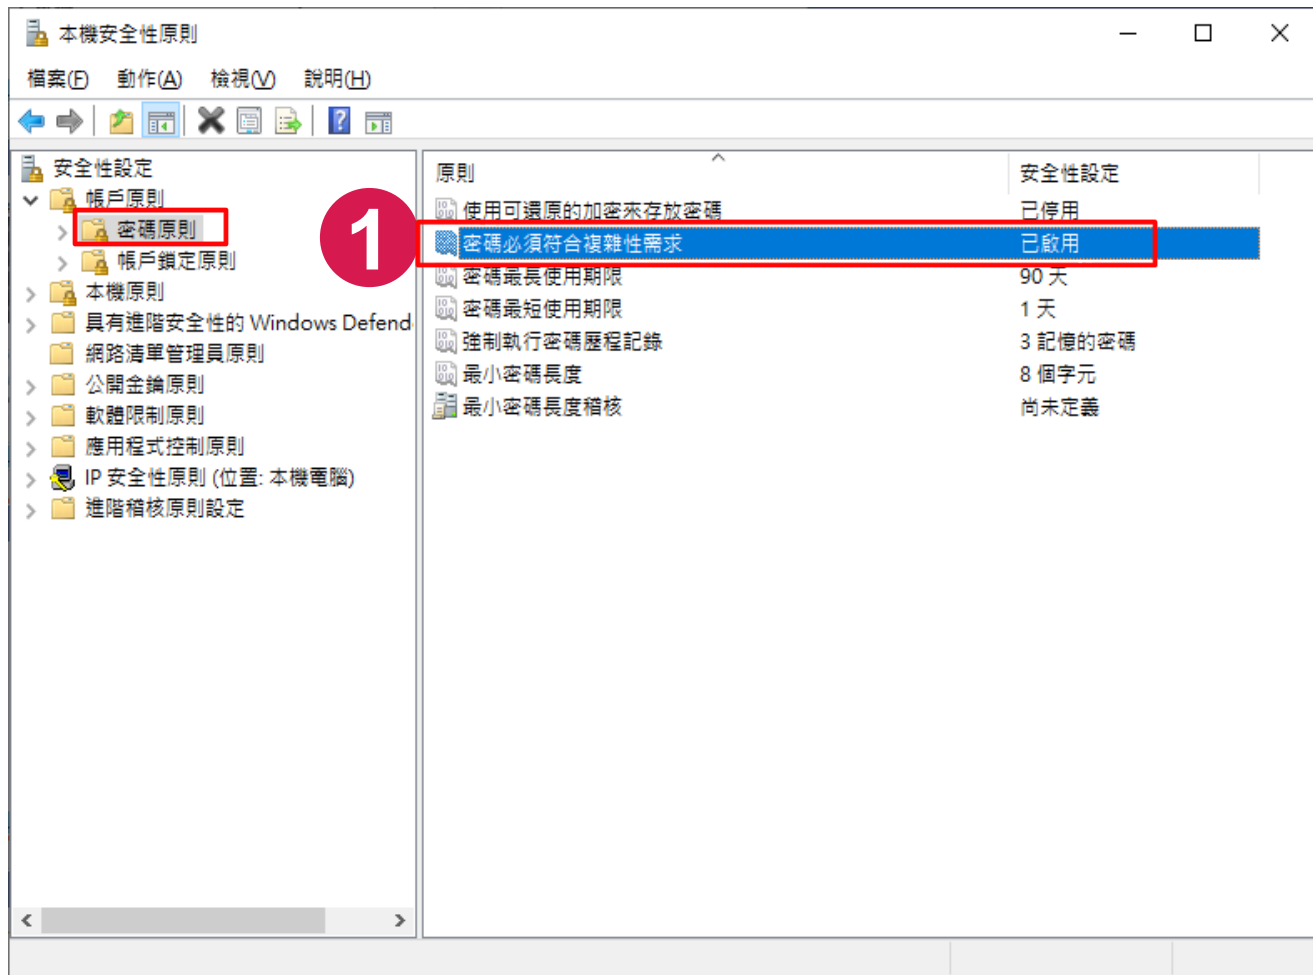 本機安全性原則
檔案(F) 動作(A) 檢視(V) 說明(H)
安全性設定
帳戶原則
密碼原則
帳戶鎖定原則
本機原則
具有進階安全性的 Windows Defend
網路清單管理員原則
公開金鑰原則
軟體限制原則
應用程式控制原則
IP 安全性原則 (位置: 本機電腦)
進階稽核原則設定
1
原則 安全性設定
使用可還原的加密來存放密碼 已停用
密碼必須符合複雜性需求 已啟用
密碼最長使用期限 90 天
密碼最短使用期限 1 天
強制執行密碼歷程記錄 3 記憶的密碼
最小密碼長度 8 個字元
最小密碼長度稽核 尚未定義